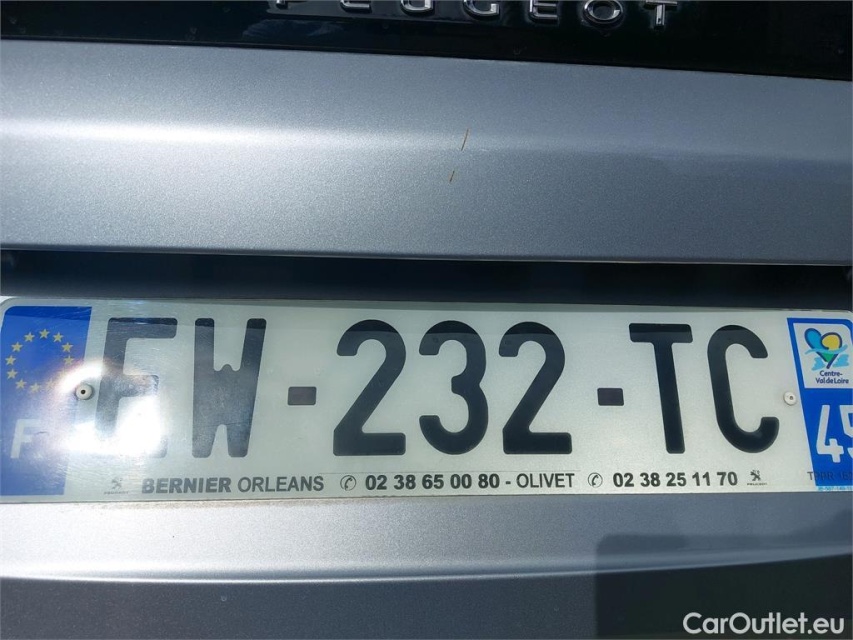 PEUGEOT
F
EW-232-TC
Centre-
Val de Loire
45
BERNIER ORLEANS ✆ 02 38 65 00 80 - OLIVET ✆ 02 38 25 11 70
CarOutlet.eu